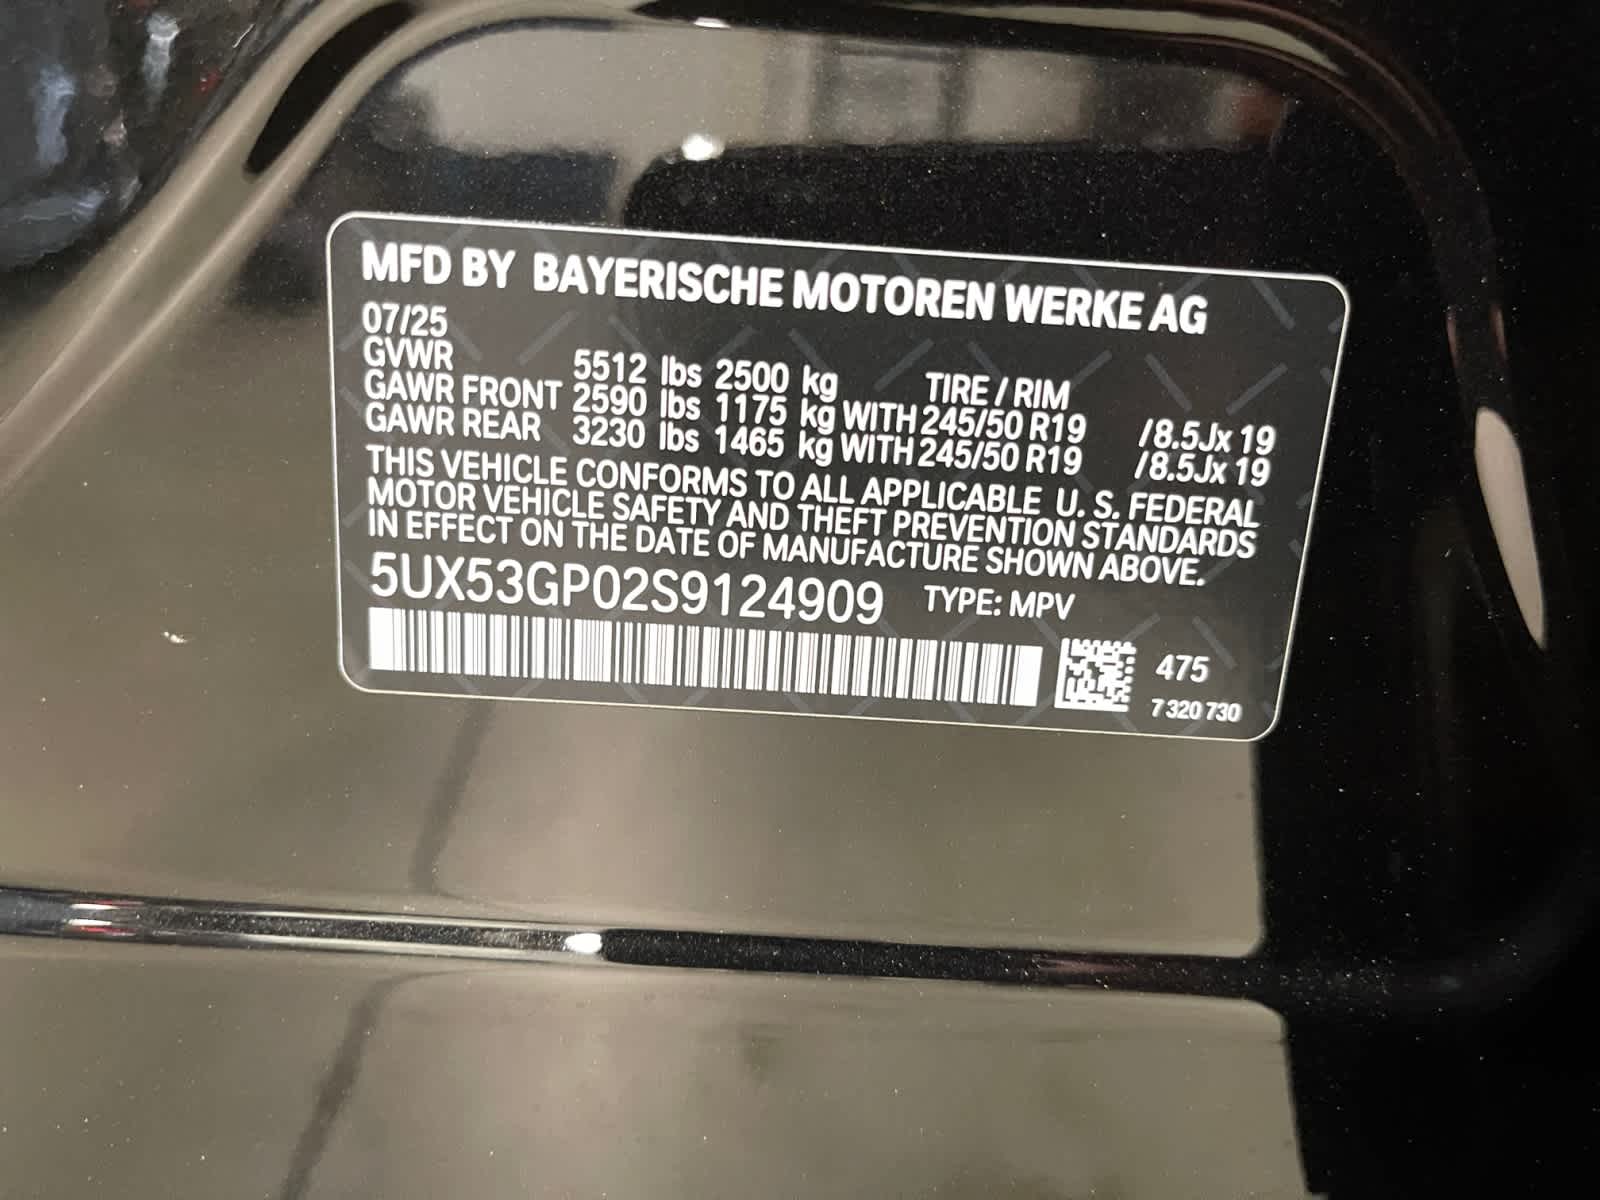 MFD BY BAYERISCHE MOTOREN WERKE AG
07/25
GVWR 5512 lbs 2500 kg TIRE / RIM
GAWR FRONT 2590 lbs 1175 kg WITH 245/50 R19 /8.5Jx 19
GAWR REAR 3230 lbs 1465 kg WITH 245/50 R19 /8.5Jx 19
THIS VEHICLE CONFORMS TO ALL APPLICABLE U. S. FEDERAL
MOTOR VEHICLE SAFETY AND THEFT PREVENTION STANDARDS
IN EFFECT ON THE DATE OF MANUFACTURE SHOWN ABOVE.
5UX53GP02S9124909 TYPE: MPV
475
7 320 730